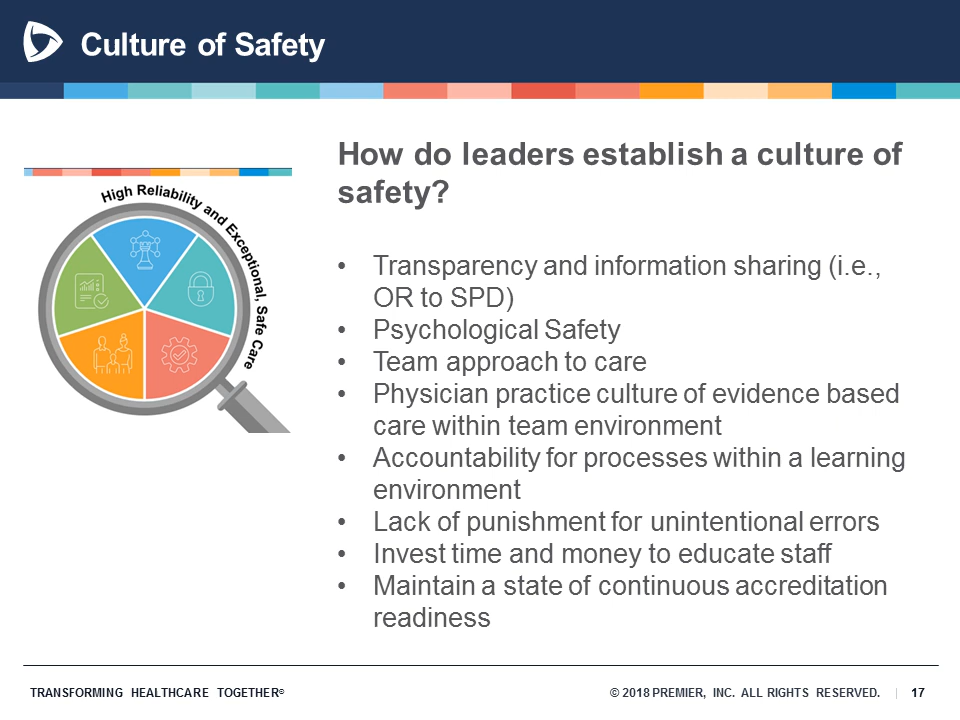 Culture of Safety
High Reliability and Exceptional, Safe Care
How do leaders establish a culture of
safety?
• Transparency and information sharing (i.e.,
OR to SPD)
• Psychological Safety
• Team approach to care
• Physician practice culture of evidence based
care within team environment
• Accountability for processes within a learning
environment
• Lack of punishment for unintentional errors
• Invest time and money to educate staff
• Maintain a state of continuous accreditation
readiness
TRANSFORMING HEALTHCARE TOGETHER®
© 2018 PREMIER, INC. ALL RIGHTS RESERVED. | 17